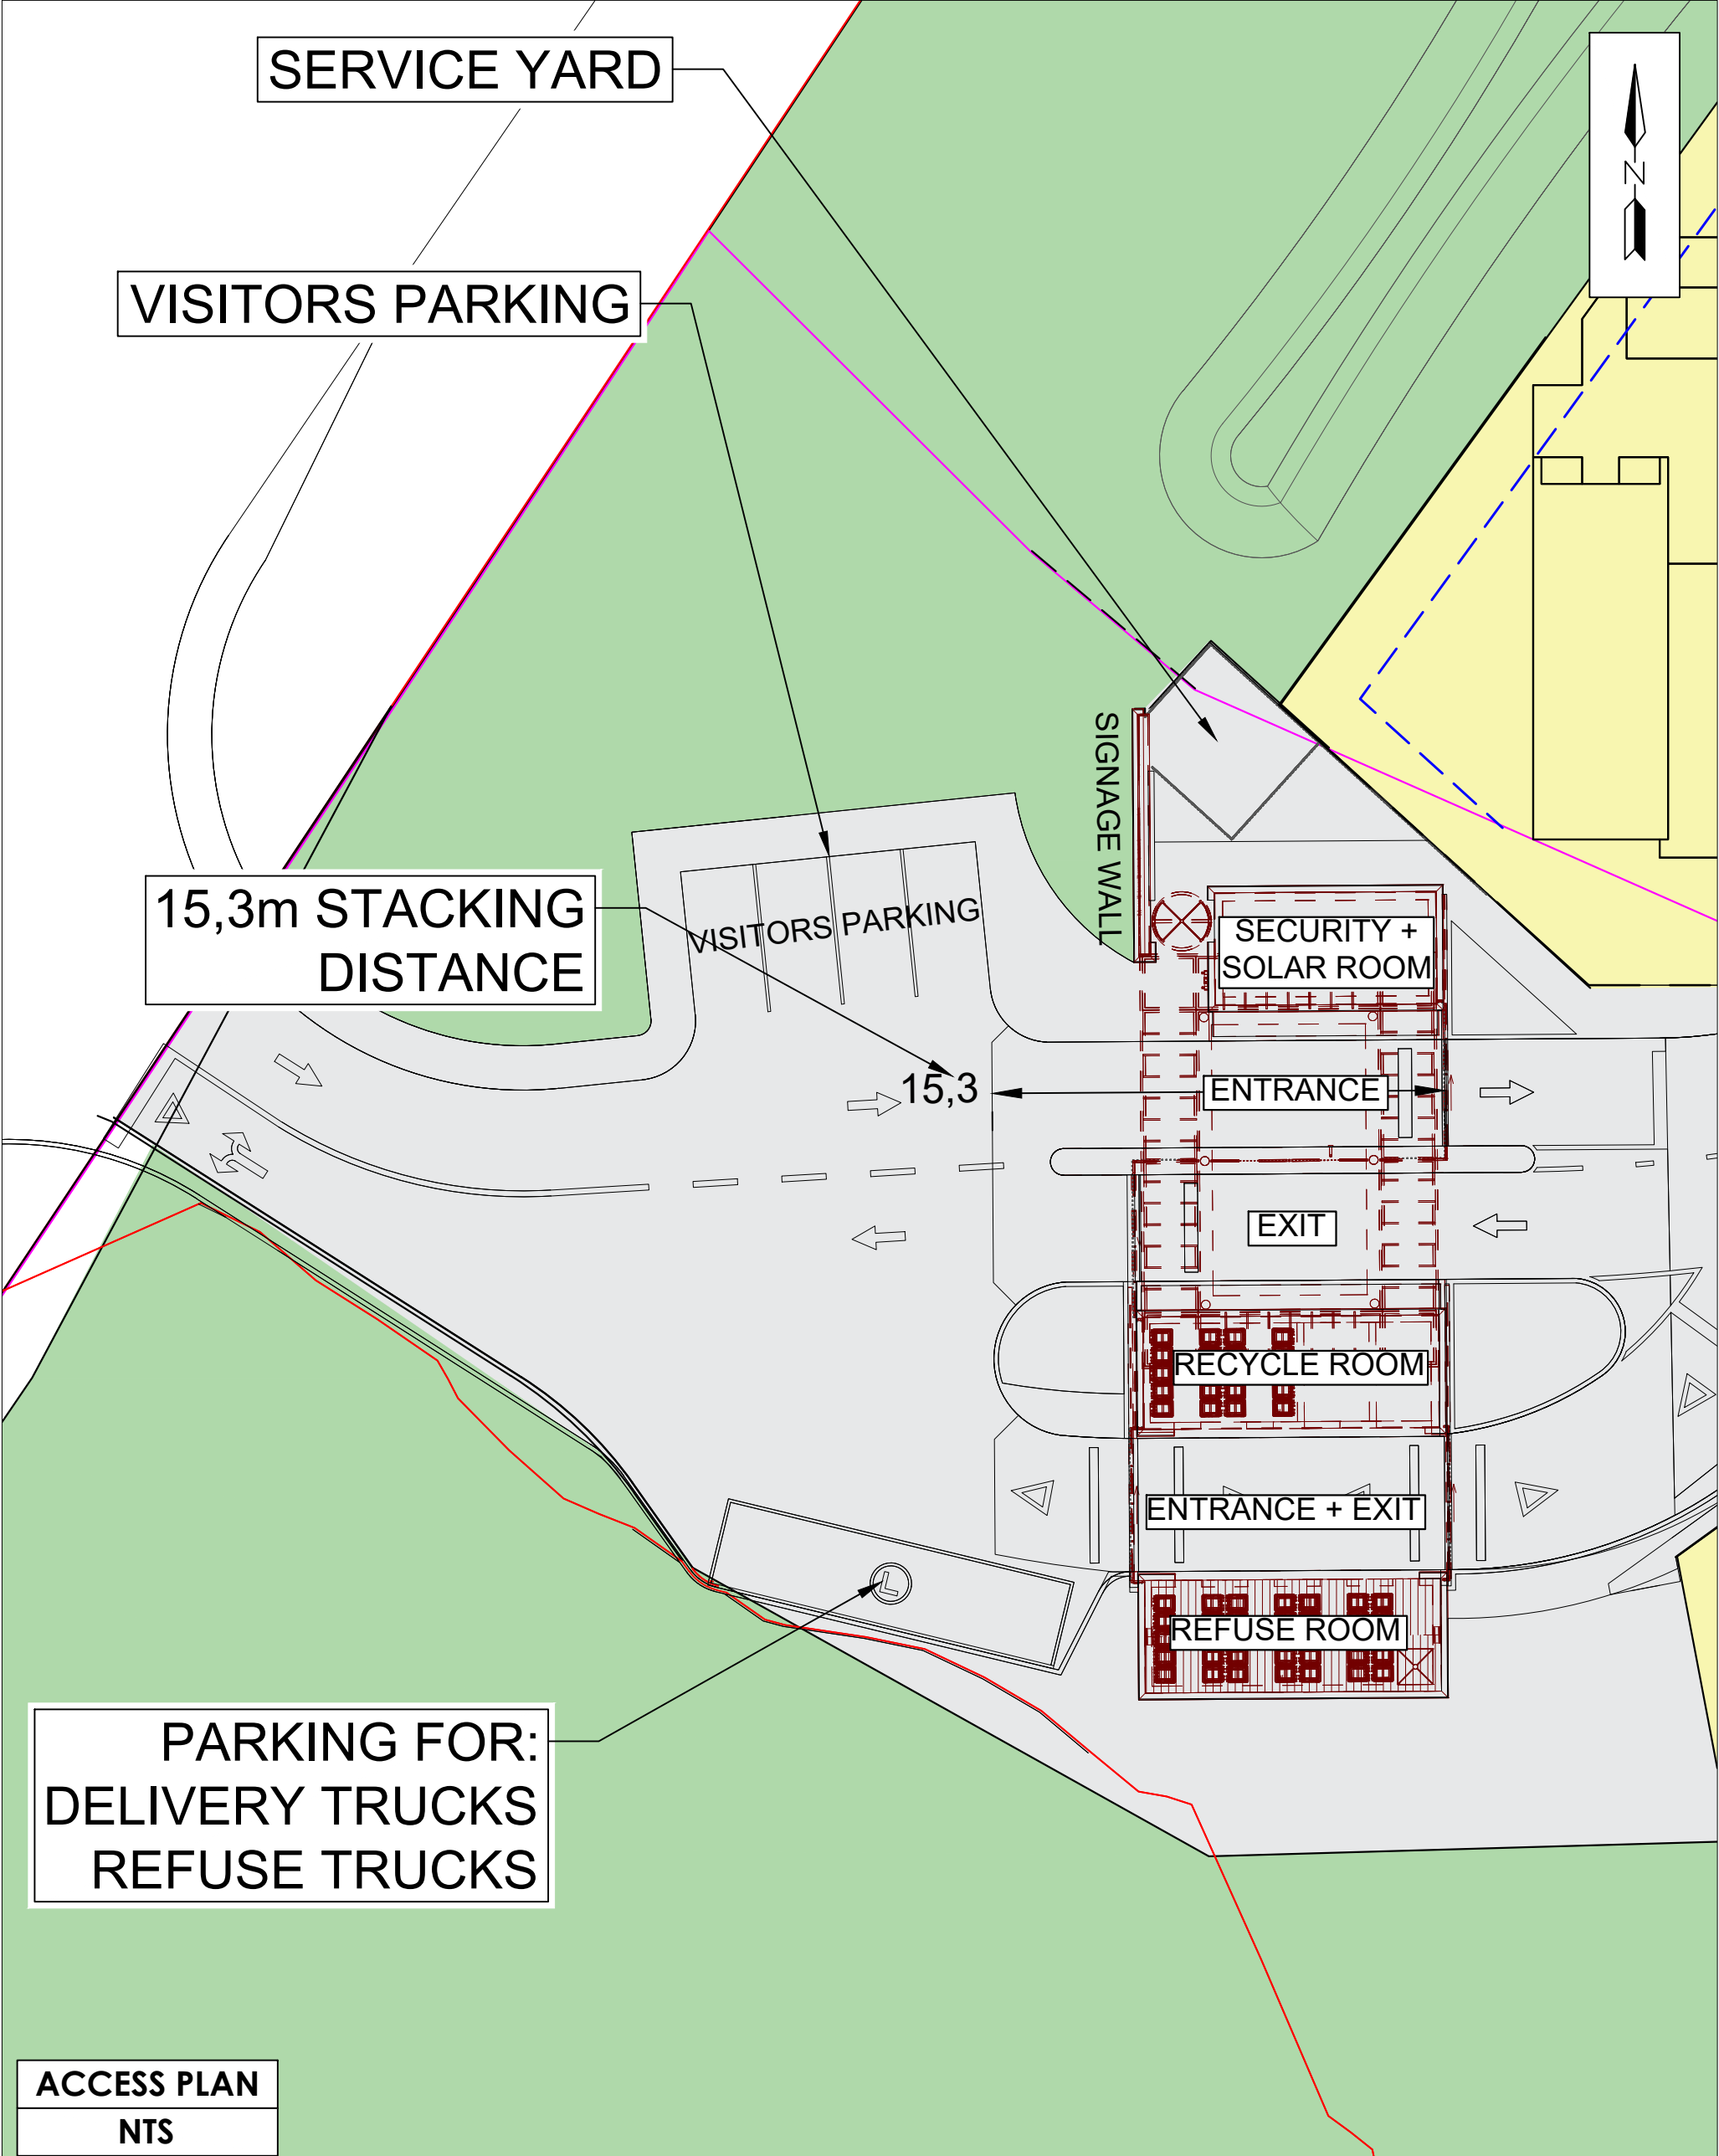 SERVICE YARD
N
VISITORS PARKING
SIGNAGE WALL
15,3m STACKING
DISTANCE
VISITORS PARKING
SECURITY +
SOLAR ROOM
15,3
ENTRANCE
EXIT
RECYCLE ROOM
ENTRANCE + EXIT
L
REFUSE ROOM
PARKING FOR:
DELIVERY TRUCKS
REFUSE TRUCKS
ACCESS PLAN
NTS